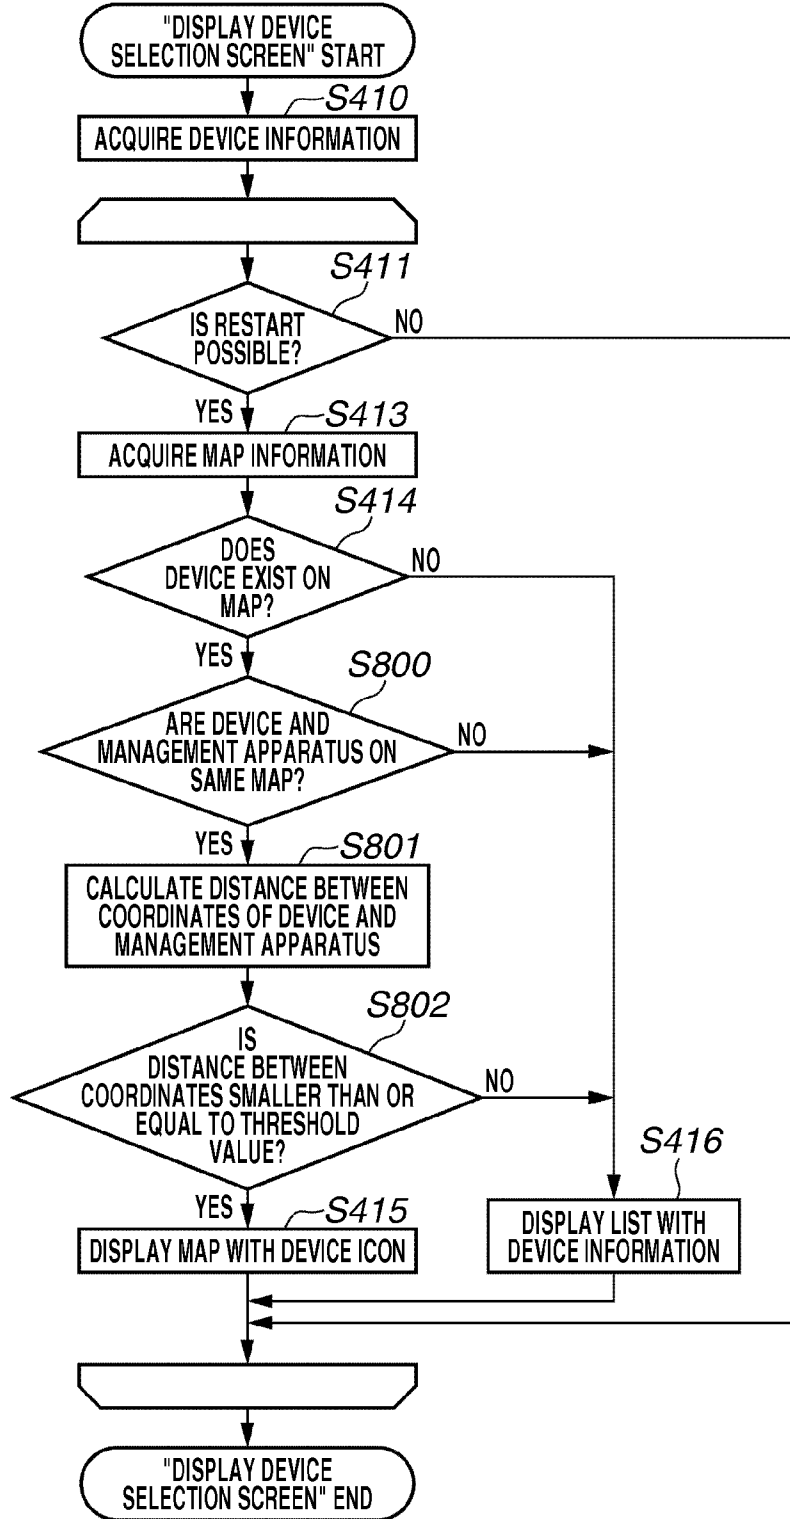 "DISPLAY DEVICE
SELECTION SCREEN" START
S410
ACQUIRE DEVICE INFORMATION
S411
IS RESTART
POSSIBLE?
NO
YES
S413
ACQUIRE MAP INFORMATION
S414
DOES
DEVICE EXIST ON
MAP?
NO
YES
S800
ARE DEVICE AND
MANAGEMENT APPARATUS ON
SAME MAP?
NO
YES
S801
CALCULATE DISTANCE BETWEEN
COORDINATES OF DEVICE AND
MANAGEMENT APPARATUS
S802
IS
DISTANCE BETWEEN
COORDINATES SMALLER THAN OR
EQUAL TO THRESHOLD
VALUE?
NO
YES
S415
DISPLAY MAP WITH DEVICE ICON
S416
DISPLAY LIST WITH
DEVICE INFORMATION
"DISPLAY DEVICE
SELECTION SCREEN" END